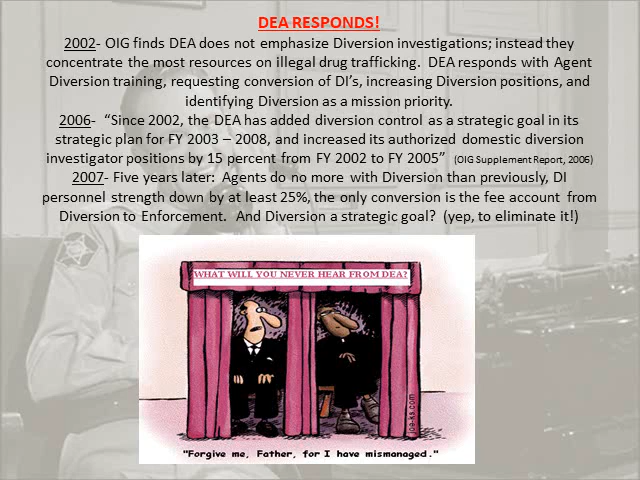 DEA RESPONDS!
2002- OIG finds DEA does not emphasize Diversion investigations; instead they
concentrate the most resources on illegal drug trafficking.  DEA responds with Agent
Diversion training, requesting conversion of DI’s, increasing Diversion positions, and
identifying Diversion as a mission priority.
2006-  “Since 2002, the DEA has added diversion control as a strategic goal in its
strategic plan for FY 2003 – 2008, and increased its authorized domestic diversion
investigator positions by 15 percent from FY 2002 to FY 2005”  (OIG Supplement Report, 2006)
2007- Five years later:  Agents do no more with Diversion than previously, DI
personnel strength down by at least 25%, the only conversion is the fee account  from
Diversion to Enforcement.  And Diversion a strategic goal?  (yep, to eliminate it!)
WHAT WILL YOU NEVER HEAR FROM DEA?
joe-ks.com
"Forgive me, Father, for I have mismanaged."